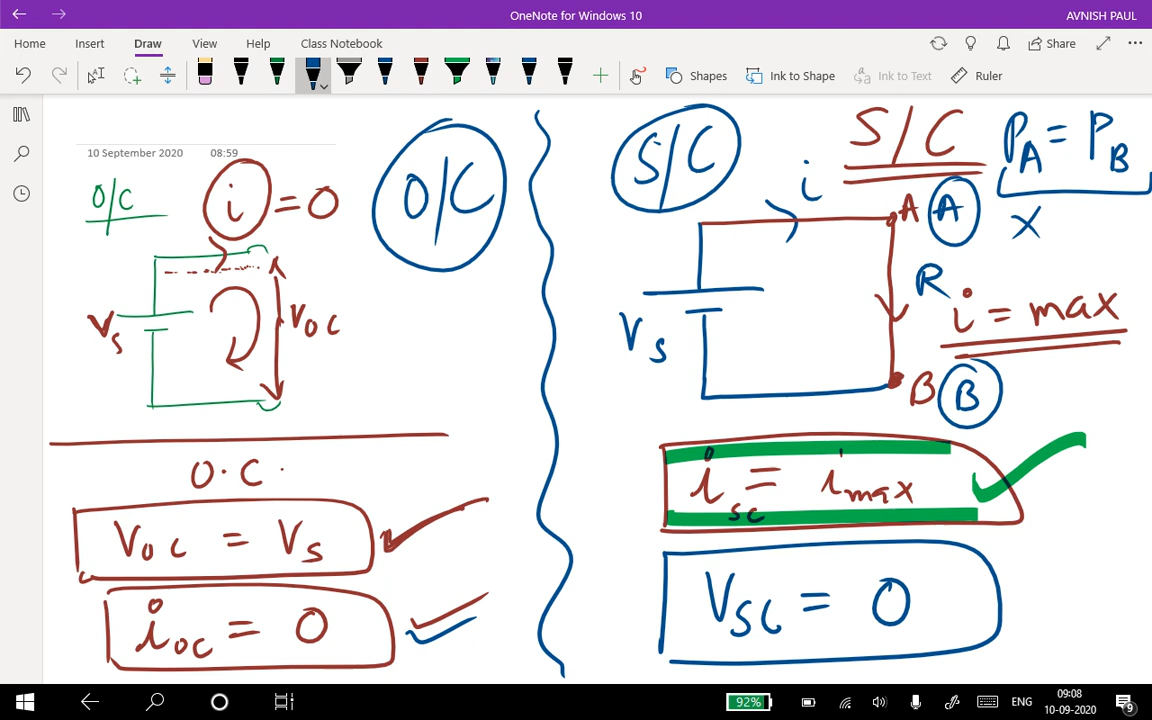 OneNote for Windows 10
AVNISH PAUL
Home Insert Draw View Help Class Notebook
Share
Shapes Ink to Shape Ink to Text Ruler
10 September 2020 08:59
O/C
i = 0
O/C
Vs
Voc
O.C.
Voc = Vs
ioc = 0
S/C
S/C
PA = PB
X
i
A A
R
i = max
Vs
B B
isc = imax
Vsc = 0
92%
ENG
09:08
10-09-2020
9